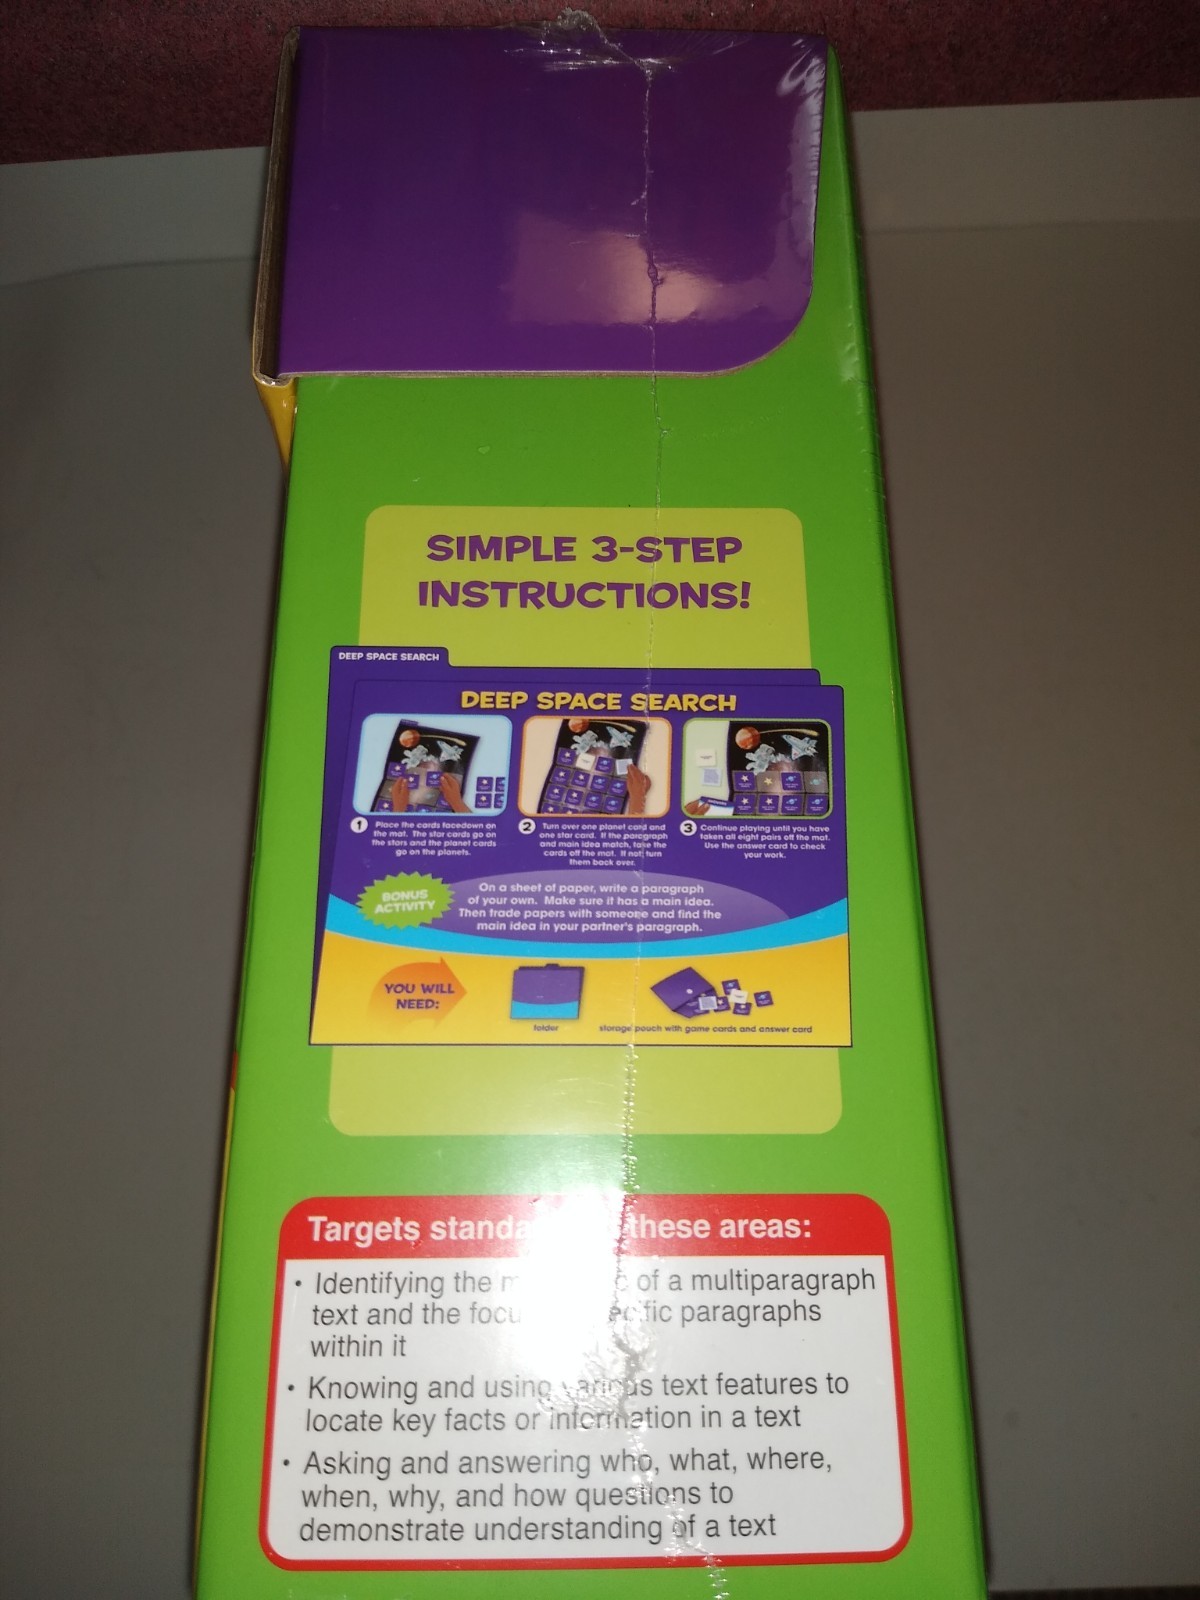 SIMPLE 3-STEP
INSTRUCTIONS!
DEEP SPACE SEARCH
DEEP SPACE SEARCH
1 Place the cards facedown on
the mat. The star cards go on
the stars and the planet cards
go on the planets.
2 Turn over one planet card and
one star card. If the paragraph
and main idea match, take the
cards off the mat. If not, turn
them back over.
3 Continue playing until you have
taken all eight pairs off the mat.
Use the answer card to check
your work.
BONUS
ACTIVITY
On a sheet of paper, write a paragraph
of your own. Make sure it has a main idea.
Then trade papers with someone and find the
main idea in your partner's paragraph.
YOU WILL
NEED:
folder
storage pouch with game cards and answer card
Targets these areas:
• Identifying the of a multiparagraph
text and the paragraphs
within it
• Knowing and using various text features to
locate key facts or information in a text
• Asking and answering who, what, where,
when, why, and how questions to
demonstrate understanding of a text